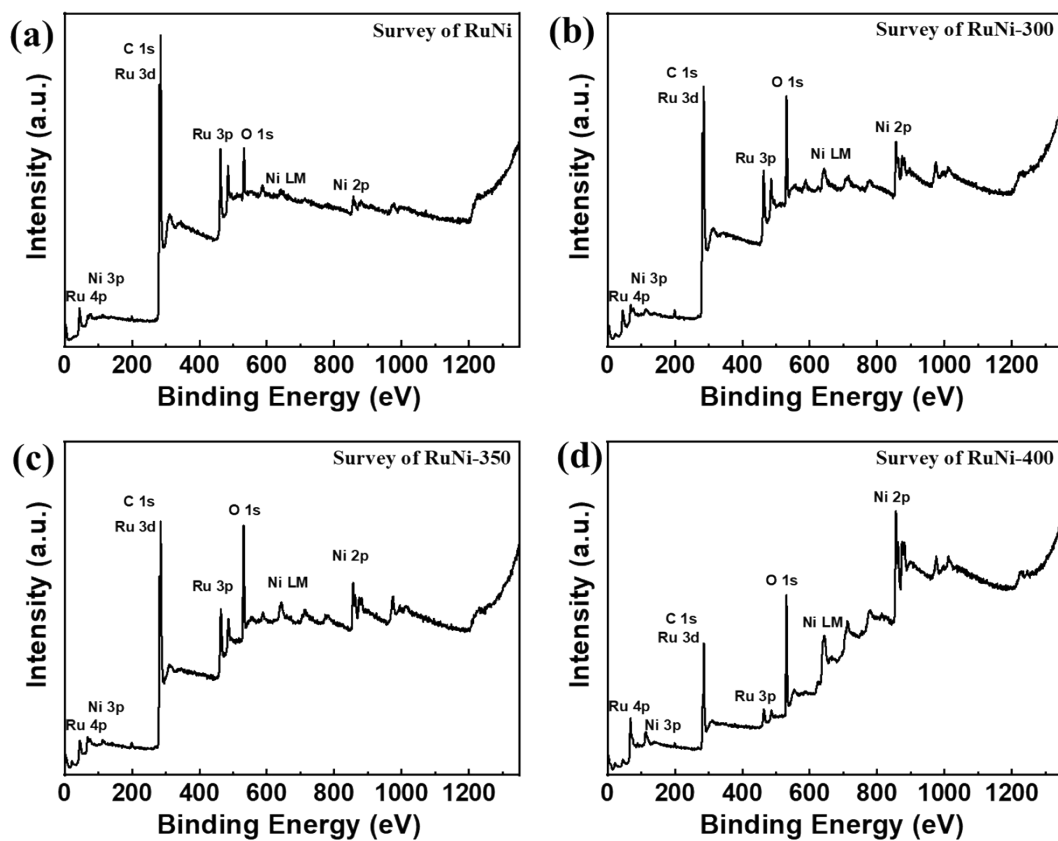 (a)
Survey of RuNi
C 1s
Ru 3d
Ru 3p
O 1s
Ni LM
Ni 2p
Ni 3p
Ru 4p
Intensity (a.u.)
0 200 400 600 800 1000 1200
Binding Energy (eV)
(b)
Survey of RuNi-300
C 1s
Ru 3d
O 1s
Ru 3p
Ni LM
Ni 2p
Ni 3p
Ru 4p
Intensity (a.u.)
0 200 400 600 800 1000 1200
Binding Energy (eV)
(c)
Survey of RuNi-350
C 1s
Ru 3d
O 1s
Ru 3p
Ni LM
Ni 2p
Ni 3p
Ru 4p
Intensity (a.u.)
0 200 400 600 800 1000 1200
Binding Energy (eV)
(d)
Survey of RuNi-400
Ni 2p
O 1s
C 1s
Ru 3d
Ni LM
Ru 3p
Ru 4p
Ni 3p
Intensity (a.u.)
0 200 400 600 800 1000 1200
Binding Energy (eV)